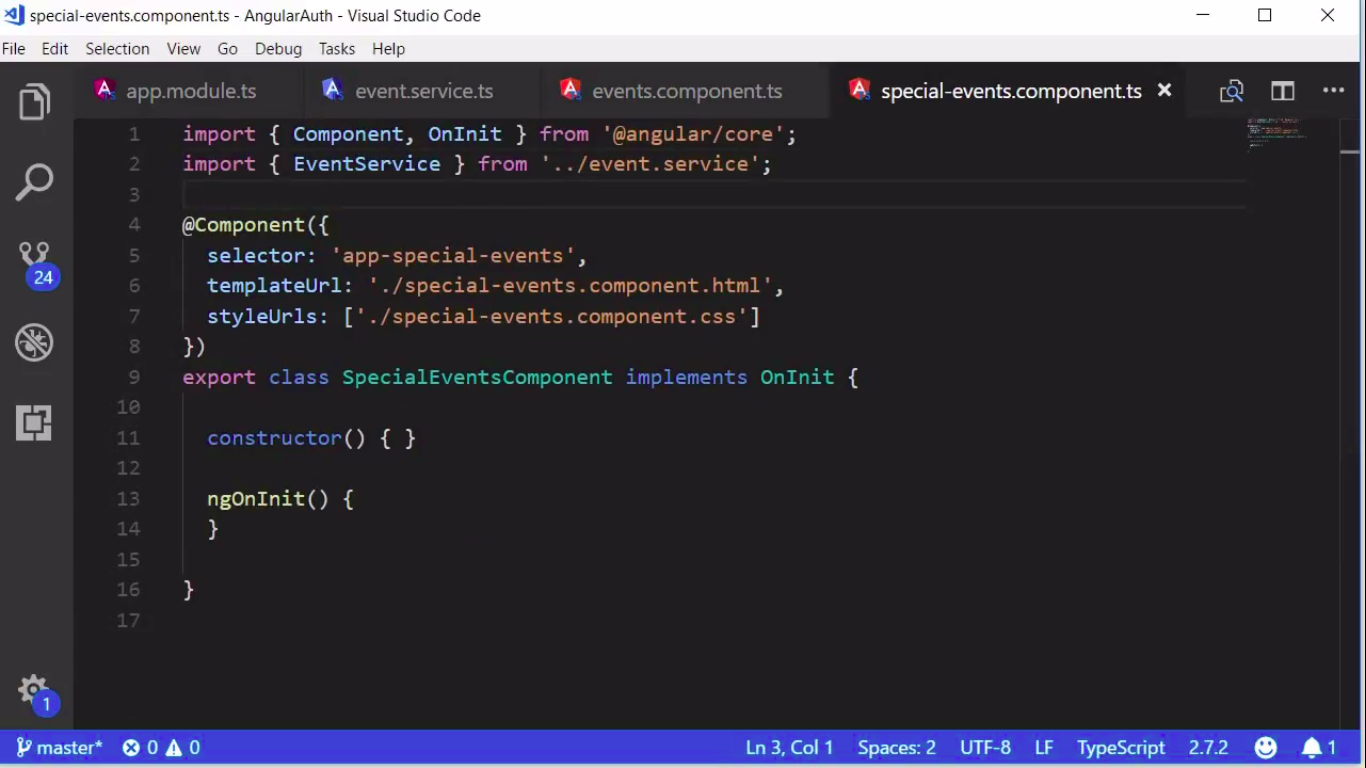 special-events.component.ts - AngularAuth - Visual Studio Code
File Edit Selection View Go Debug Tasks Help
app.module.ts event.service.ts events.component.ts special-events.component.ts
1 import { Component, OnInit } from '@angular/core';
2 import { EventService } from '../event.service';
3
4 @Component({
5 selector: 'app-special-events',
6 templateUrl: './special-events.component.html',
7 styleUrls: ['./special-events.component.css']
8 })
9 export class SpecialEventsComponent implements OnInit {
10
11 constructor() { }
12
13 ngOnInit() {
14 }
15
16 }
17
24
1
master* 0 0 Ln 3, Col 1 Spaces: 2 UTF-8 LF TypeScript 2.7.2 1